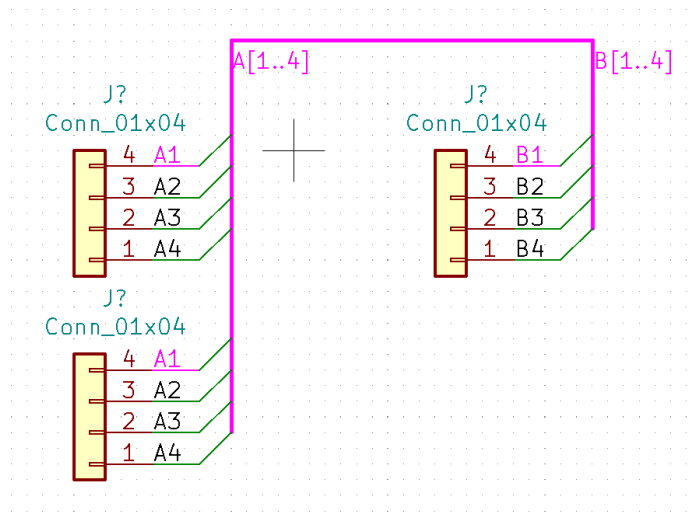 A[1..4]
B[1..4]
J?
Conn_01x04
4 A1
3 A2
2 A3
1 A4
J?
Conn_01x04
4 B1
3 B2
2 B3
1 B4
J?
Conn_01x04
4 A1
3 A2
2 A3
1 A4